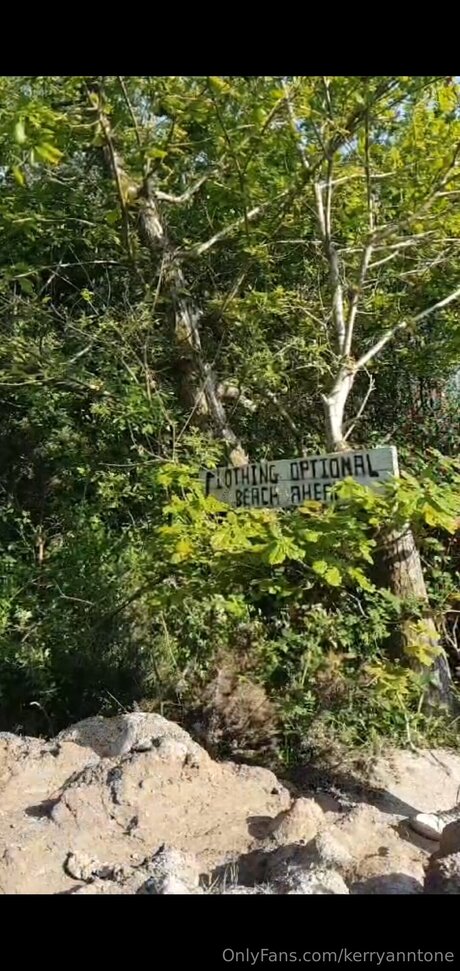 CLOTHING OPTIONAL
BEACH AHEAD
OnlyFans.com/kerryanntone